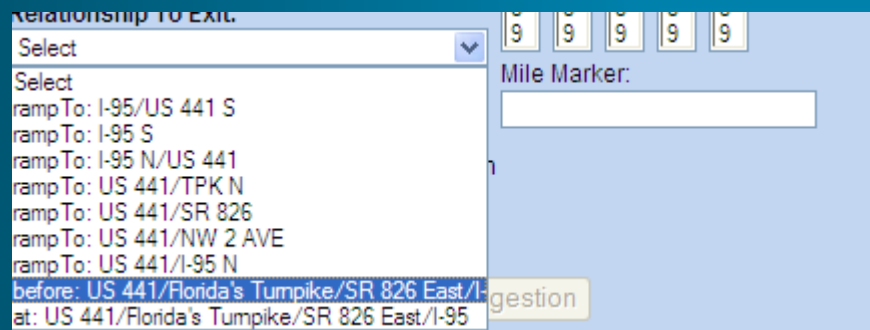 Relationship To Exit:
Select
9 9 9 9 9
Mile Marker:
Select
rampTo: I-95/US 441 S
rampTo: I-95 S
rampTo: I-95 N/US 441
rampTo: US 441/TPK N
rampTo: US 441/SR 826
rampTo: US 441/NW 2 AVE
rampTo: US 441/I-95 N
before: US 441/Florida's Turnpike/SR 826 East/I-
gestion
at: US 441/Florida's Turnpike/SR 826 East/I-95